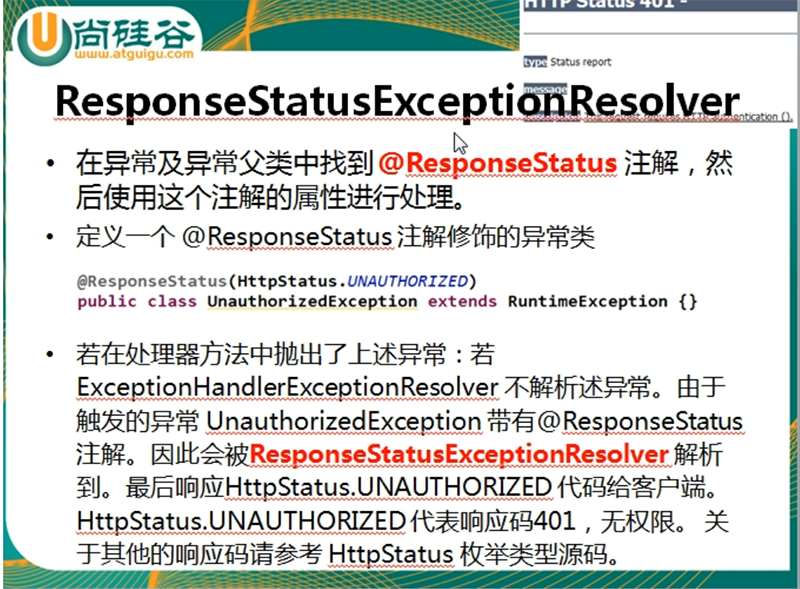 尚硅谷
www.atguigu.com
HTTP Status 401 -
type Status report
message
ResponseStatusExceptionResolver
• 在异常及异常父类中找到 @ResponseStatus 注解，然
后使用这个注解的属性进行处理。
• 定义一个 @ResponseStatus 注解修饰的异常类
@ResponseStatus(HttpStatus.UNAUTHORIZED)
public class UnauthorizedException extends RuntimeException {}
• 若在处理器方法中抛出了上述异常：若
ExceptionHandlerExceptionResolver 不解析述异常。由于
触发的异常 UnauthorizedException 带有@ResponseStatus
注解。因此会被ResponseStatusExceptionResolver 解析
到。最后响应HttpStatus.UNAUTHORIZED 代码给客户端。
HttpStatus.UNAUTHORIZED 代表响应码401，无权限。 关
于其他的响应码请参考 HttpStatus 枚举类型源码。